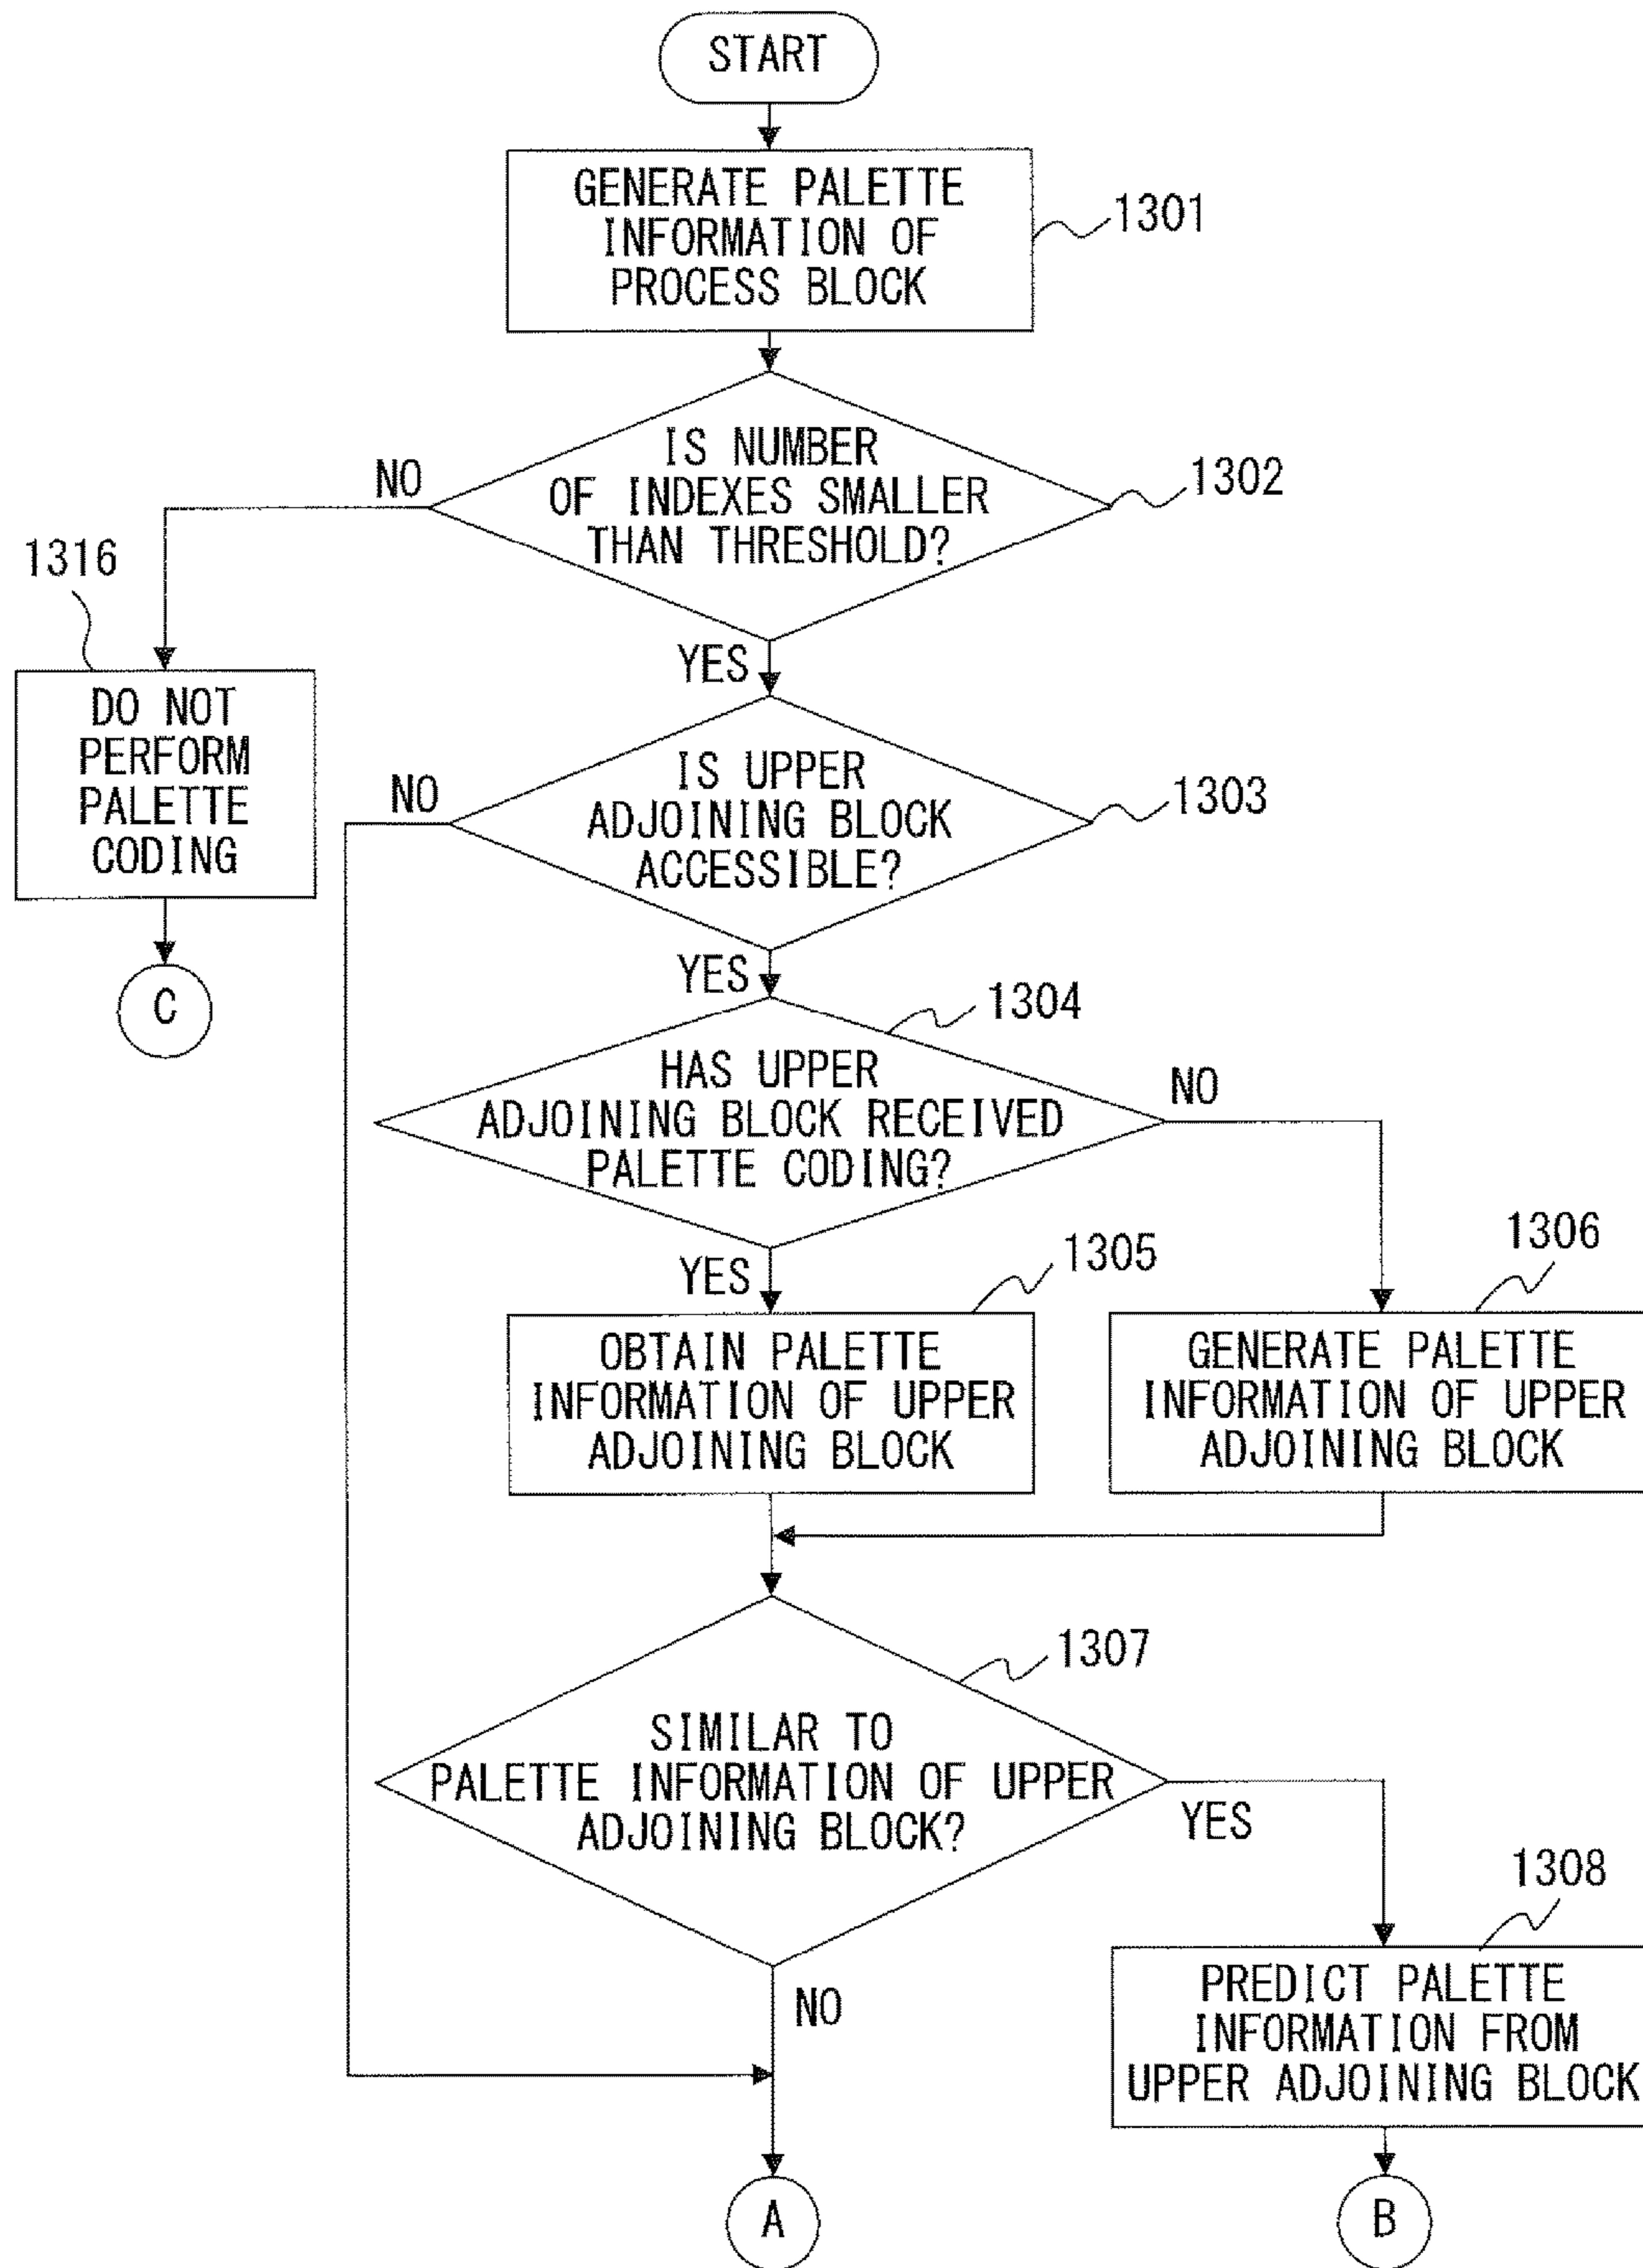 START
GENERATE PALETTE
INFORMATION OF
PROCESS BLOCK
1301
IS NUMBER
OF INDEXES SMALLER
THAN THRESHOLD?
1302
NO
YES
1316
DO NOT
PERFORM
PALETTE
CODING
C
IS UPPER
ADJOINING BLOCK
ACCESSIBLE?
1303
NO
YES
1304
HAS UPPER
ADJOINING BLOCK RECEIVED
PALETTE CODING?
NO
YES
1305
OBTAIN PALETTE
INFORMATION OF UPPER
ADJOINING BLOCK
1306
GENERATE PALETTE
INFORMATION OF UPPER
ADJOINING BLOCK
1307
SIMILAR TO
PALETTE INFORMATION OF UPPER
ADJOINING BLOCK?
YES
NO
1308
PREDICT PALETTE
INFORMATION FROM
UPPER ADJOINING BLOCK
A
B